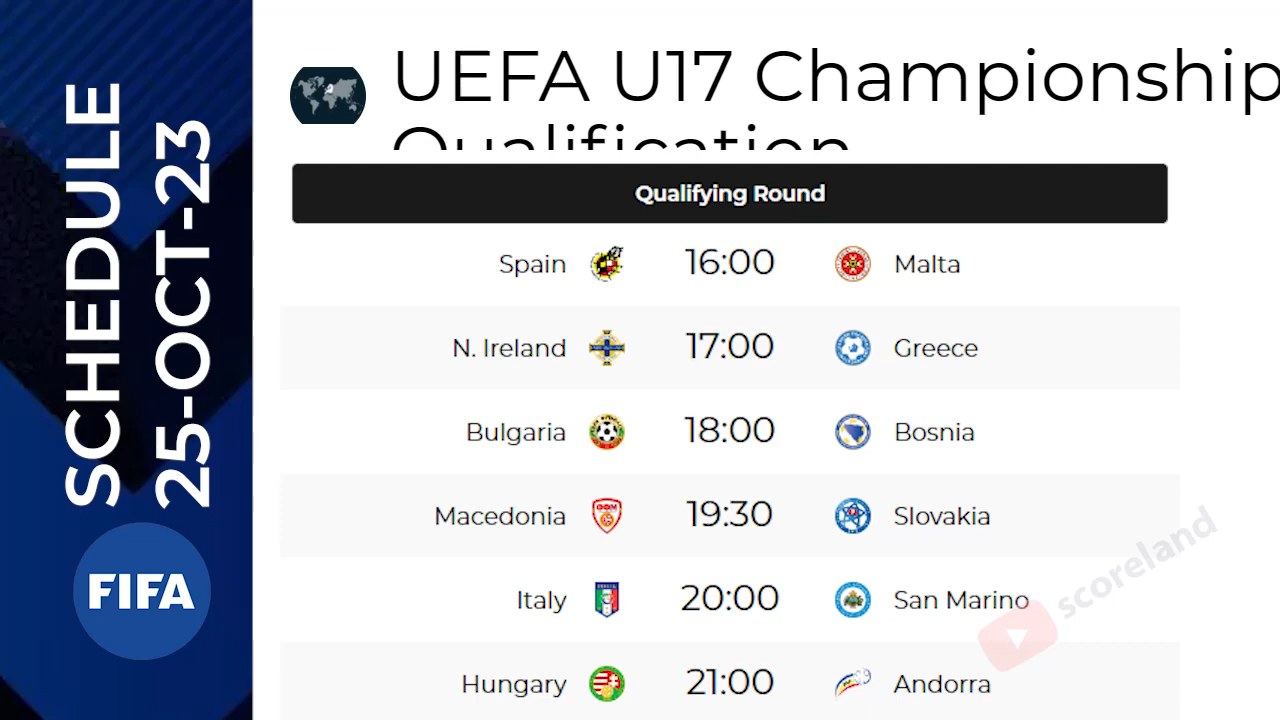 SCHEDULE
25-OCT-23
FIFA
UEFA U17 Championship
Qualification
Qualifying Round
Spain 16:00 Malta
N. Ireland 17:00 Greece
Bulgaria 18:00 Bosnia
Macedonia 19:30 Slovakia
Italy 20:00 San Marino
Hungary 21:00 Andorra
scoreland